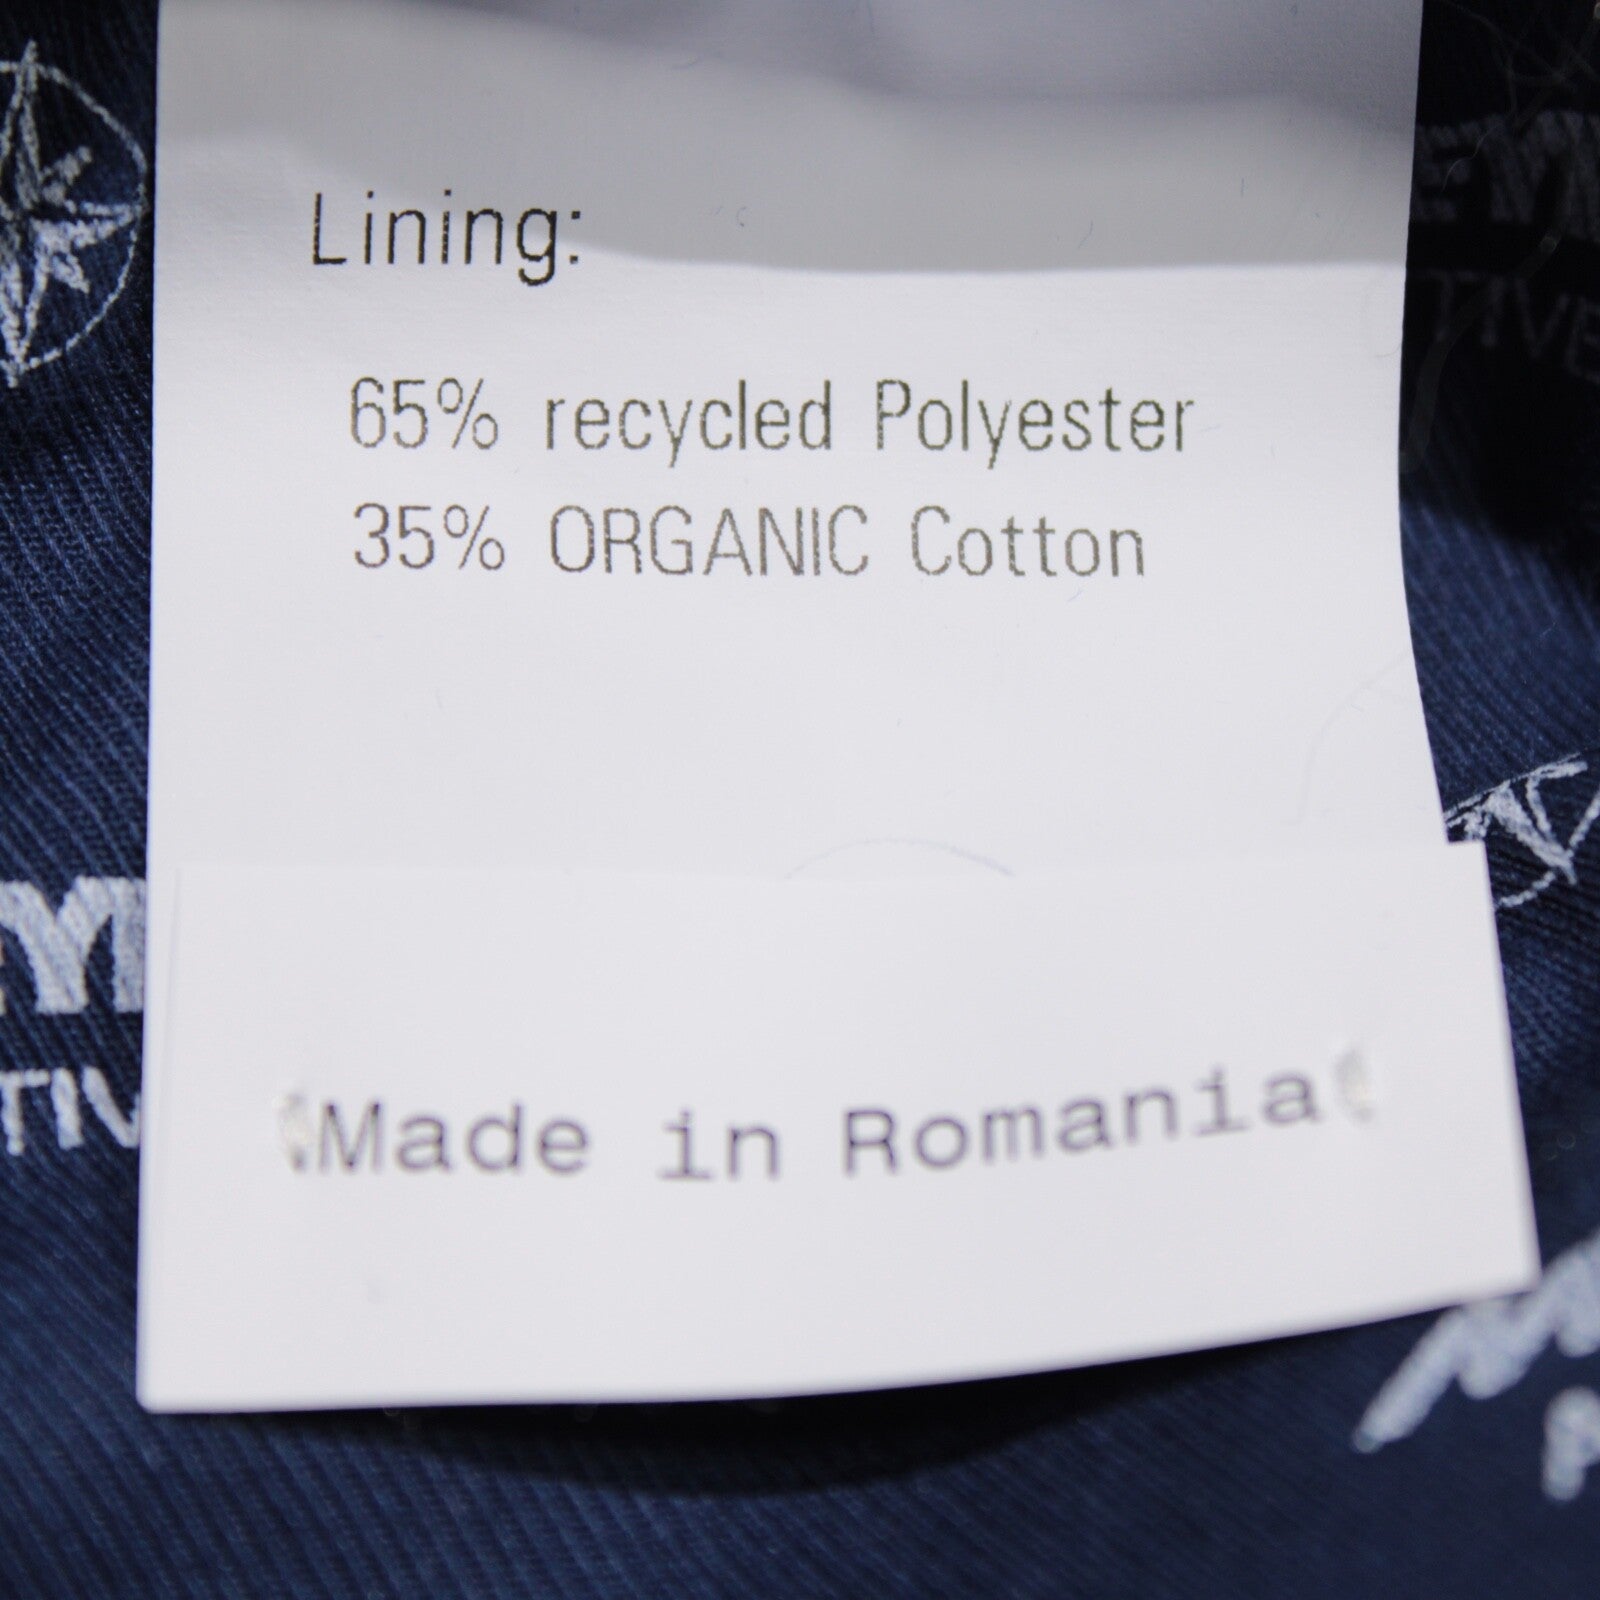 Lining:
65% recycled Polyester
35% ORGANIC Cotton
Made in Romania